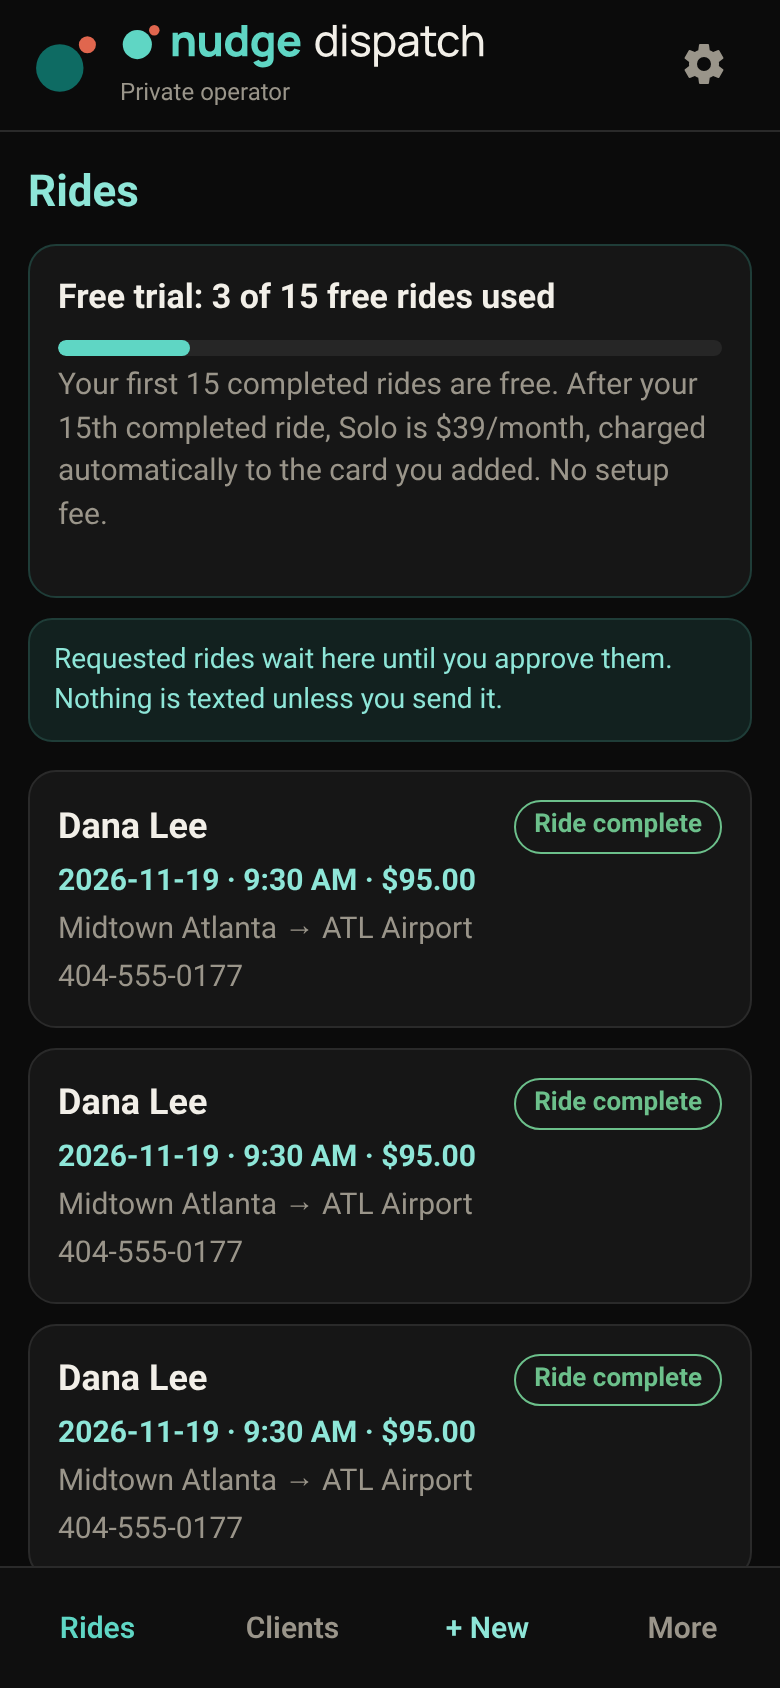 nudge dispatch
Private operator
Rides
Free trial: 3 of 15 free rides used
Your first 15 completed rides are free. After your
15th completed ride, Solo is $39/month, charged
automatically to the card you added. No setup
fee.
Requested rides wait here until you approve them.
Nothing is texted unless you send it.
Dana Lee
Ride complete
2026-11-19 · 9:30 AM · $95.00
Midtown Atlanta → ATL Airport
404-555-0177
Dana Lee
Ride complete
2026-11-19 · 9:30 AM · $95.00
Midtown Atlanta → ATL Airport
404-555-0177
Dana Lee
Ride complete
2026-11-19 · 9:30 AM · $95.00
Midtown Atlanta → ATL Airport
404-555-0177
Rides
Clients
+ New
More